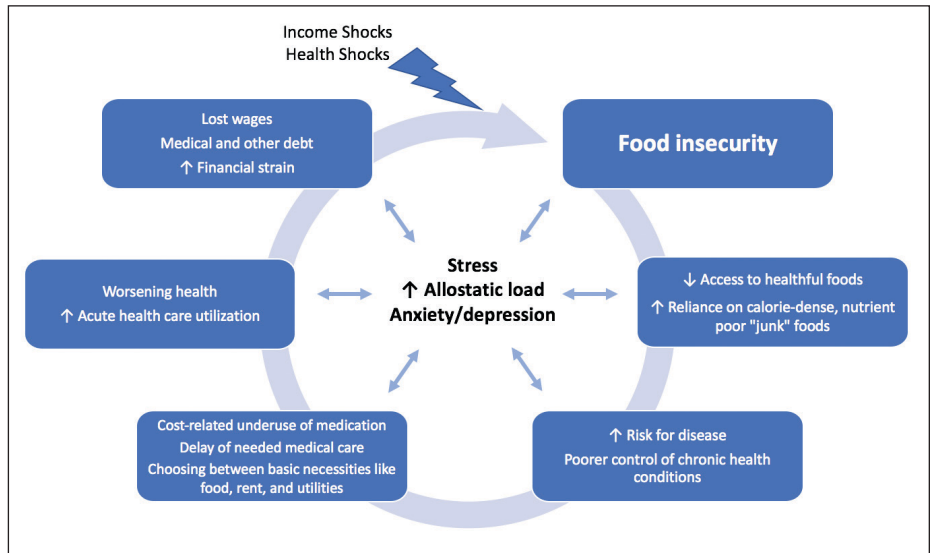 Income Shocks
Health Shocks
Lost wages
Medical and other debt
↑ Financial strain
Food insecurity
Stress
↑ Allostatic load
Anxiety/depression
↓ Access to healthful foods
↑ Reliance on calorie-dense, nutrient
poor "junk" foods
Worsening health
↑ Acute health care utilization
Cost-related underuse of medication
Delay of needed medical care
Choosing between basic necessities like
food, rent, and utilities
↑ Risk for disease
Poorer control of chronic health
conditions